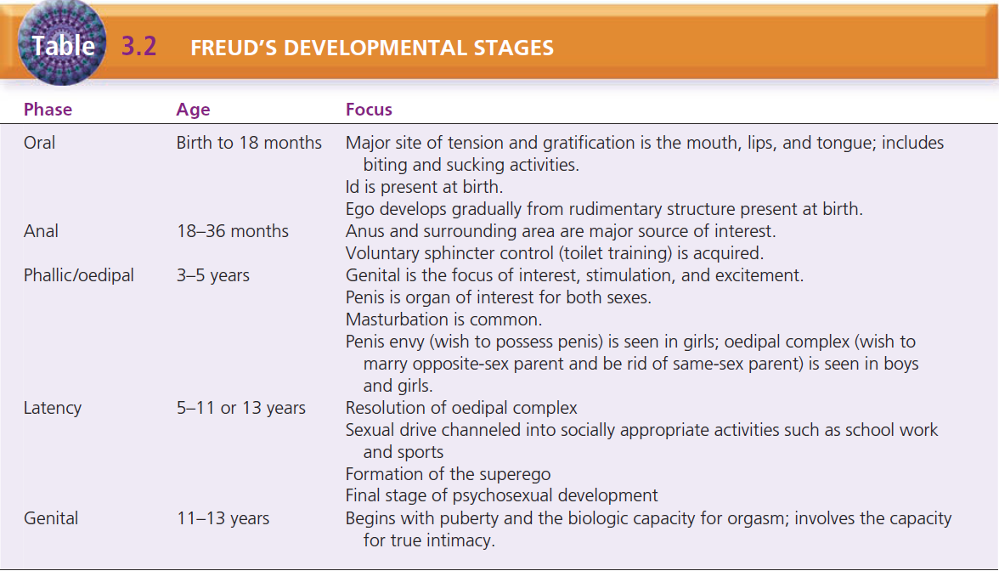 Table 3.2 FREUD'S DEVELOPMENTAL STAGES
Phase Age Focus
Oral Birth to 18 months Major site of tension and gratification is the mouth, lips, and tongue; includes
biting and sucking activities.
Id is present at birth.
Ego develops gradually from rudimentary structure present at birth.
Anal 18–36 months Anus and surrounding area are major source of interest.
Voluntary sphincter control (toilet training) is acquired.
Phallic/oedipal 3–5 years Genital is the focus of interest, stimulation, and excitement.
Penis is organ of interest for both sexes.
Masturbation is common.
Penis envy (wish to possess penis) is seen in girls; oedipal complex (wish to
marry opposite-sex parent and be rid of same-sex parent) is seen in boys
and girls.
Latency 5–11 or 13 years Resolution of oedipal complex
Sexual drive channeled into socially appropriate activities such as school work
and sports
Formation of the superego
Final stage of psychosexual development
Genital 11–13 years Begins with puberty and the biologic capacity for orgasm; involves the capacity
for true intimacy.